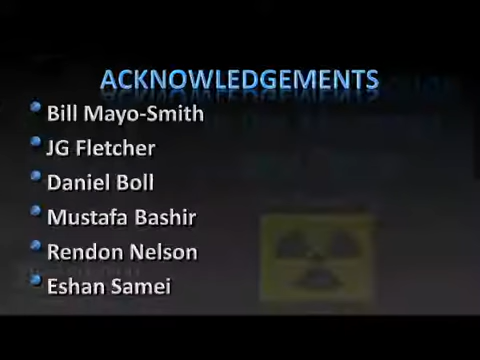 ACKNOWLEDGEMENTS
Bill Mayo-Smith
JG Fletcher
Daniel Boll
Mustafa Bashir
Rendon Nelson
Eshan Samei